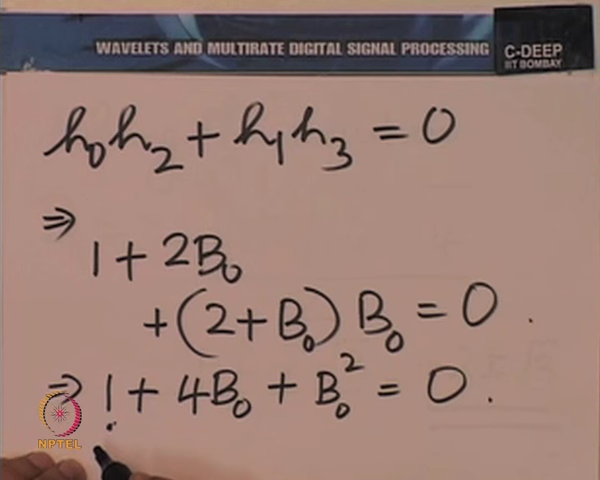 WAVELETS AND MULTIRATE DIGITAL SIGNAL PROCESSING
C-DEEP
IIT BOMBAY
h₀h₂ + h₁h₃ = 0
⇒
1 + 2B₀
+ (2 + B₀) B₀ = 0 .
⇒ 1 + 4B₀ + B₀² = 0 .
NPTEL